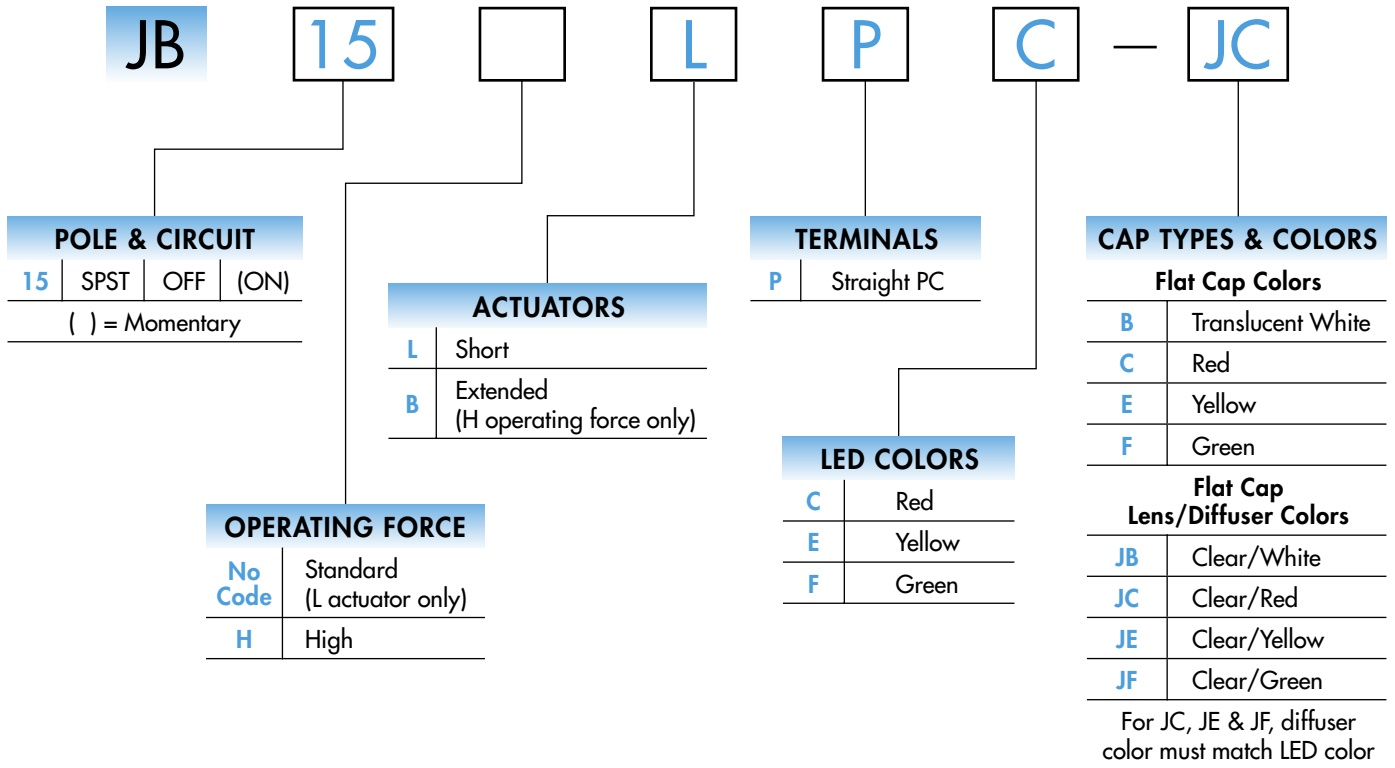 JB 15 L P C — JC
POLE & CIRCUIT
15 SPST OFF (ON)
( ) = Momentary
OPERATING FORCE
No Code Standard
(L actuator only)
H High
ACTUATORS
L Short
B Extended
(H operating force only)
TERMINALS
P Straight PC
LED COLORS
C Red
E Yellow
F Green
CAP TYPES & COLORS
Flat Cap Colors
B Translucent White
C Red
E Yellow
F Green
Flat Cap
Lens/Diffuser Colors
JB Clear/White
JC Clear/Red
JE Clear/Yellow
JF Clear/Green
For JC, JE & JF, diffuser
color must match LED color